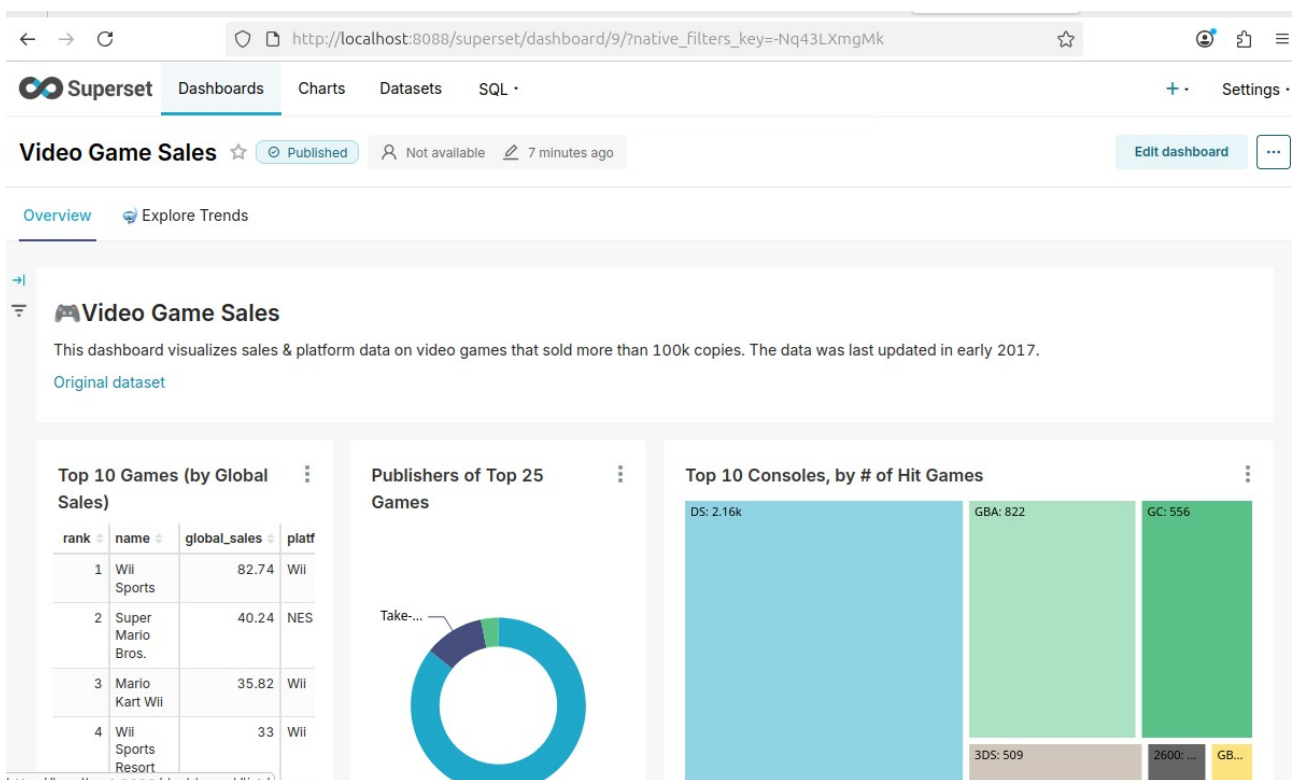 http://localhost:8088/superset/dashboard/9/?native_filters_key=-Nq43LXmgMk
Superset Dashboards Charts Datasets SQL + Settings
Video Game Sales Published Not available 7 minutes ago Edit dashboard ...
Overview Explore Trends
Video Game Sales
This dashboard visualizes sales & platform data on video games that sold more than 100k copies. The data was last updated in early 2017.
Original dataset
Top 10 Games (by Global
Sales)
rank name global_sales platf
1 Wii
Sports 82.74 Wii
2 Super
Mario
Bros. 40.24 NES
3 Mario
Kart Wii 35.82 Wii
4 Wii
Sports
Resort 33 Wii
Publishers of Top 25
Games
Take-...
Top 10 Consoles, by # of Hit Games
DS: 2.16k
GBA: 822
GC: 556
3DS: 509
2600: ...
GB...